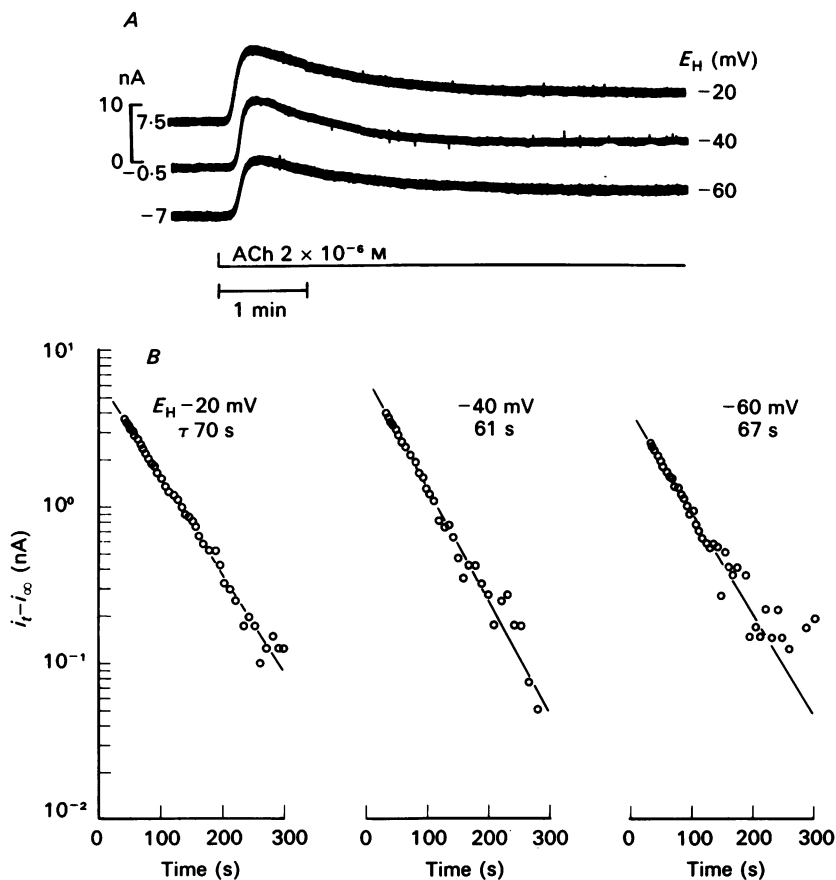 A
nA
10
0
7·5
−0·5
−7
E_H (mV)
−20
−40
−60
ACh 2 × 10⁻⁶ M
1 min
B
i_t−i_∞ (nA)
10¹
10⁰
10⁻¹
10⁻²
E_H −20 mV
τ 70 s
−40 mV
61 s
−60 mV
67 s
0 100 200 300
Time (s)
0 100 200 300
Time (s)
0 100 200 300
Time (s)